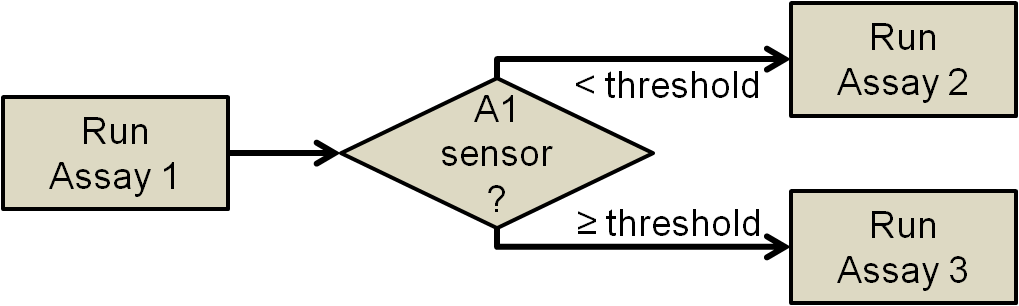 Run
Assay 1
A1
sensor
?
< threshold
Run
Assay 2
≥ threshold
Run
Assay 3